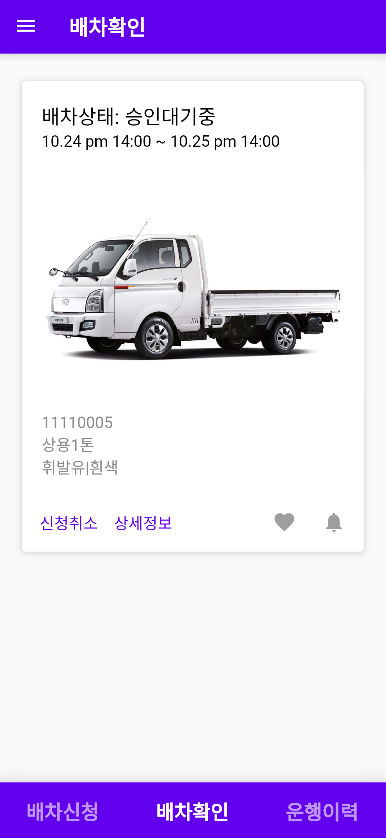 배차확인
배차상태: 승인대기중
10.24 pm 14:00 ~ 10.25 pm 14:00
11110005
상용1톤
휘발유|흰색
신청취소 상세정보
배차신청 배차확인 운행이력